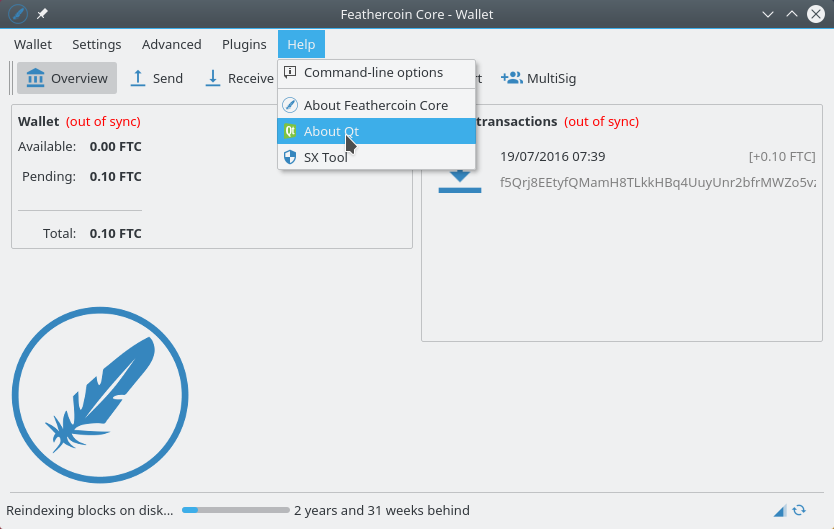 Feathercoin Core - Wallet
Wallet Settings Advanced Plugins Help
Overview Send Receive MultiSig
Command-line options
About Feathercoin Core
Qt About Qt
SX Tool
Wallet (out of sync)
Available: 0.00 FTC
Pending: 0.10 FTC
Total: 0.10 FTC
transactions (out of sync)
19/07/2016 07:39 [+0.10 FTC]
f5Qrj8EEtyfQMamH8TLkkHBq4UuyUnr2bfrMWZo5vz
Reindexing blocks on disk... 2 years and 31 weeks behind